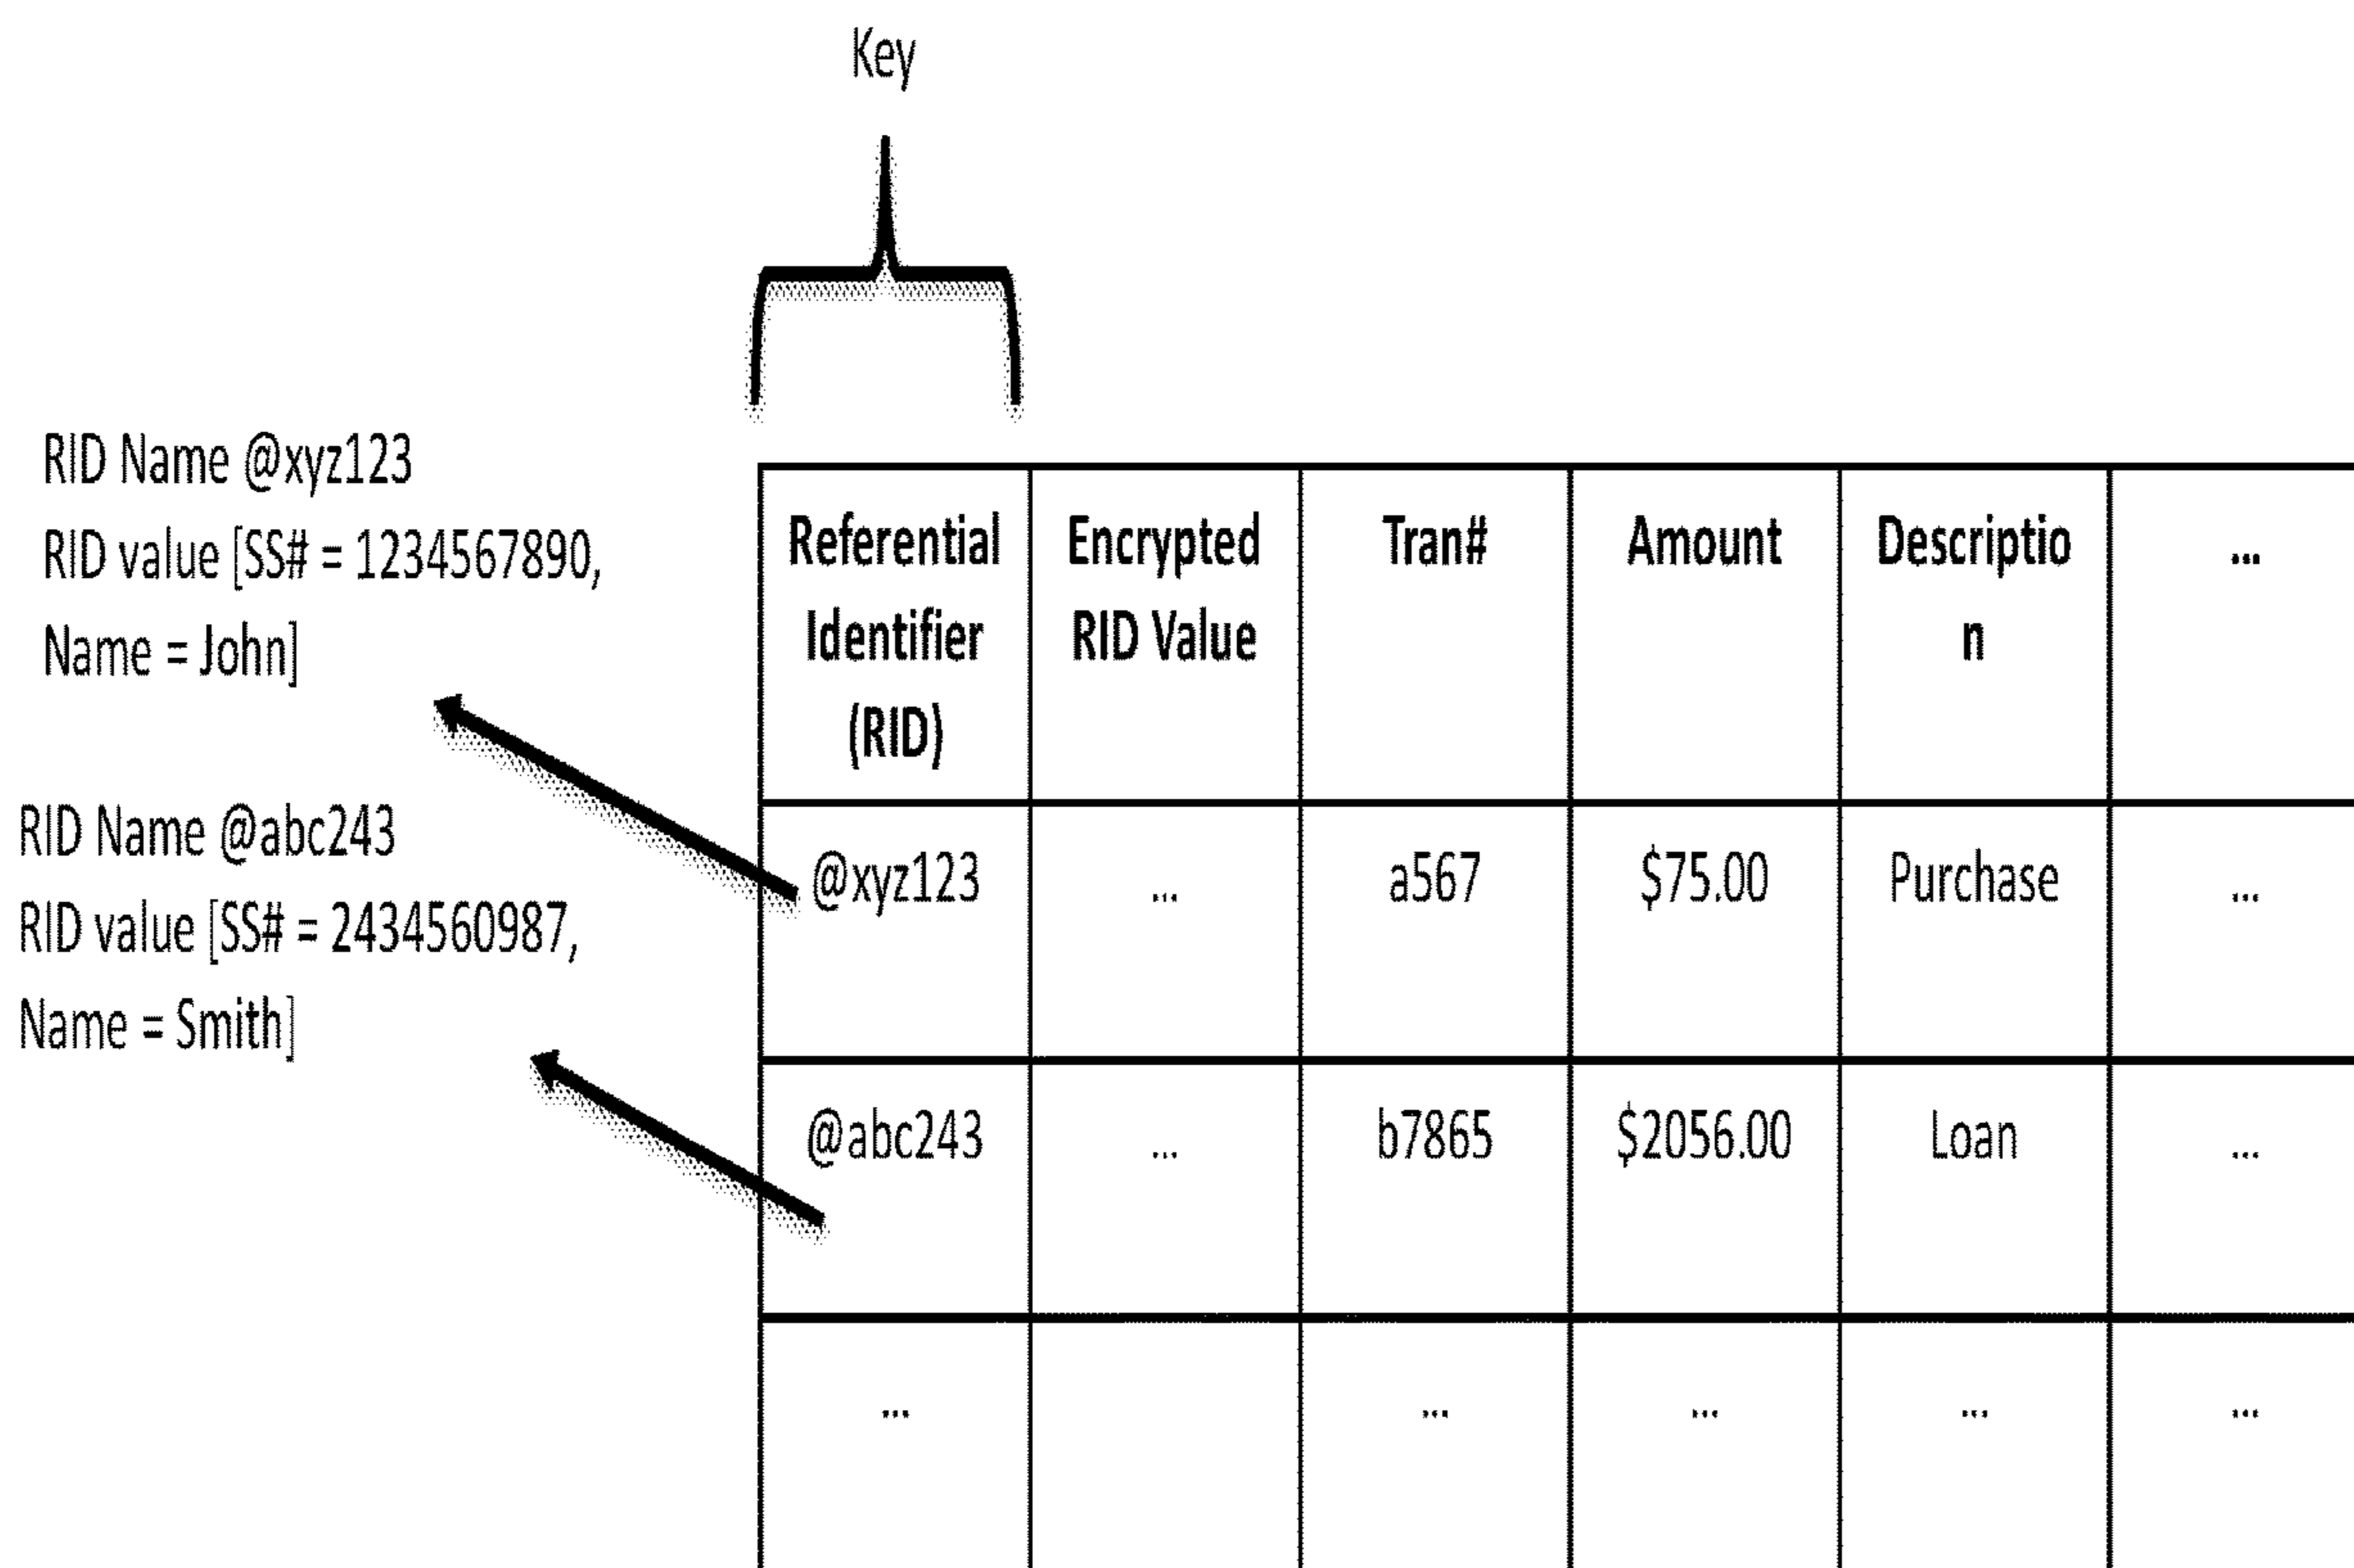 Key
RID Name @xyz123
RID value [SS# = 1234567890,
Name = John]
RID Name @abc243
RID value [SS# = 2434560987,
Name = Smith]
Referential Encrypted Tran# Amount Descriptio ...
Identifier RID Value n
(RID)
@xyz123 ... a567 $75.00 Purchase ...
@abc243 ... b7865 $2056.00 Loan ...
... ... ... ... ...